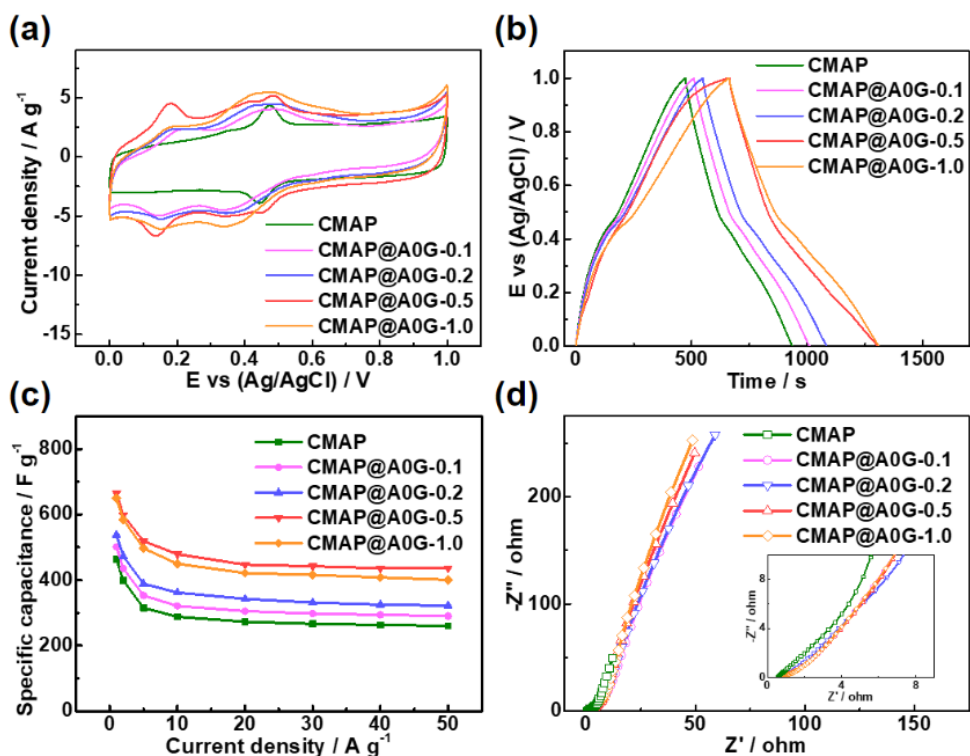 (a)
Current density / A g⁻¹
5
0
-5
-10
-15
CMAP
CMAP@A0G-0.1
CMAP@A0G-0.2
CMAP@A0G-0.5
CMAP@A0G-1.0
0.0 0.2 0.4 0.6 0.8 1.0
E vs (Ag/AgCl) / V
(b)
E vs (Ag/AgCl) / V
1.0
0.8
0.6
0.4
0.2
0.0
CMAP
CMAP@A0G-0.1
CMAP@A0G-0.2
CMAP@A0G-0.5
CMAP@A0G-1.0
0 500 1000 1500
Time / s
(c)
Specific capacitance / F g⁻¹
800
600
400
200
0
CMAP
CMAP@A0G-0.1
CMAP@A0G-0.2
CMAP@A0G-0.5
CMAP@A0G-1.0
0 10 20 30 40 50
Current density / A g⁻¹
(d)
-Z'' / ohm
200
100
0
CMAP
CMAP@A0G-0.1
CMAP@A0G-0.2
CMAP@A0G-0.5
CMAP@A0G-1.0
-Z'' / ohm
8
4
0
0 4 8
Z' / ohm
0 50 100 150
Z' / ohm